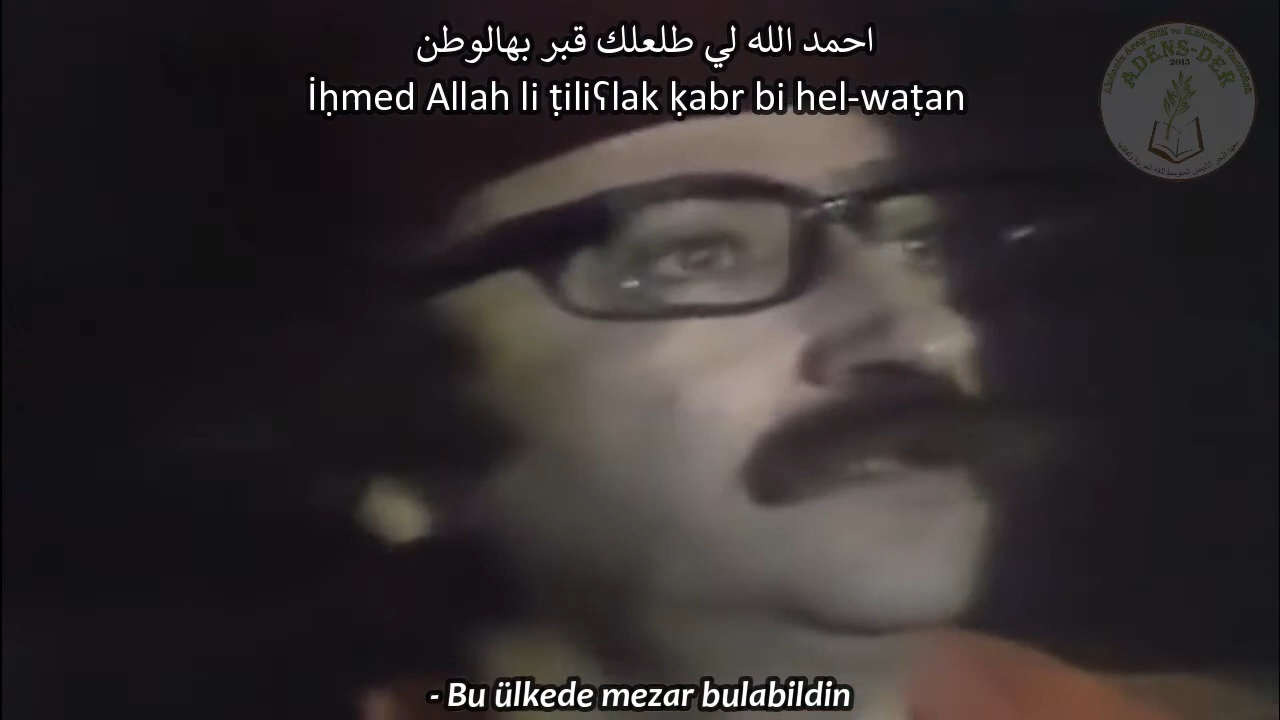 احمد الله لي طلعلك قبر بهالوطن
İḥmed Allah li ṭiliʕlak ḳabr bi hel-waṭan
ADENS-DER
2015
- Bu ülkede mezar bulabildin